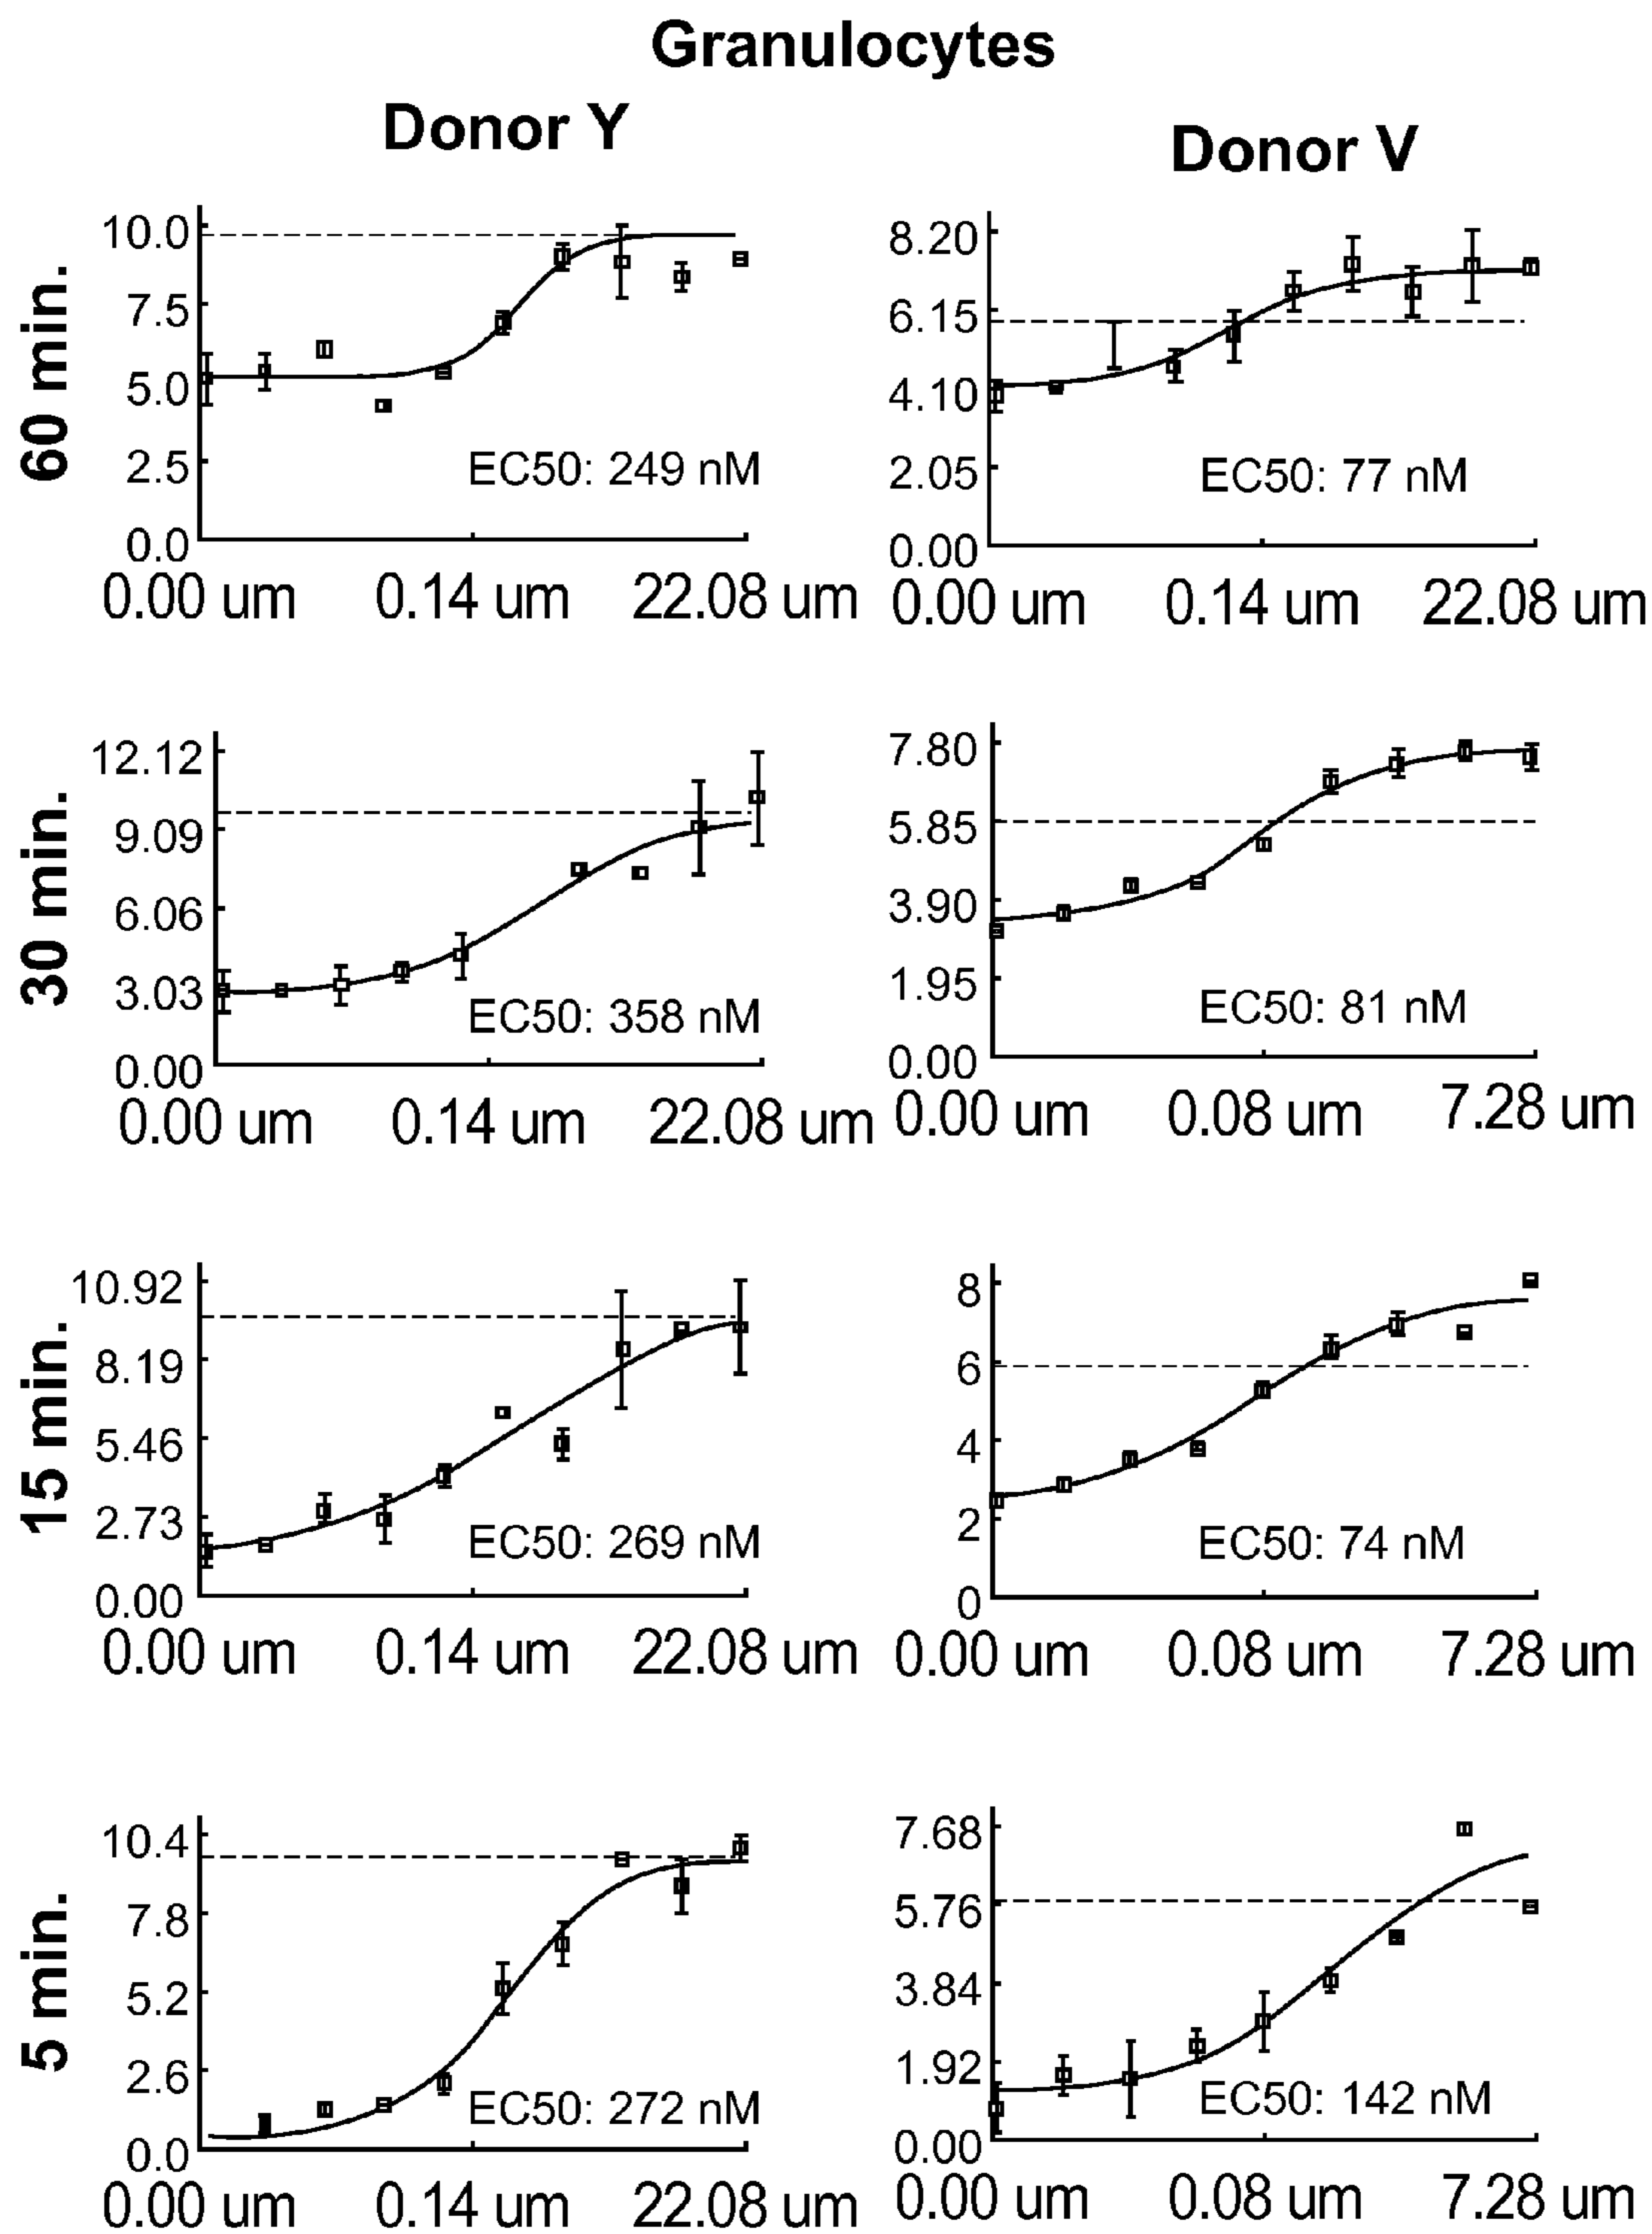 Granulocytes
Donor Y
Donor V
60 min.
10.0
7.5
5.0
2.5
0.0
EC50: 249 nM
0.00 um 0.14 um 22.08 um
8.20
6.15
4.10
2.05
0.00
EC50: 77 nM
0.00 um 0.14 um 22.08 um
30 min.
12.12
9.09
6.06
3.03
0.00
EC50: 358 nM
0.00 um 0.14 um 22.08 um
7.80
5.85
3.90
1.95
0.00
EC50: 81 nM
0.00 um 0.08 um 7.28 um
15 min.
10.92
8.19
5.46
2.73
0.00
EC50: 269 nM
0.00 um 0.14 um 22.08 um
8
6
4
2
0
EC50: 74 nM
0.00 um 0.08 um 7.28 um
5 min.
10.4
7.8
5.2
2.6
0.0
EC50: 272 nM
0.00 um 0.14 um 22.08 um
7.68
5.76
3.84
1.92
0.00
EC50: 142 nM
0.00 um 0.08 um 7.28 um